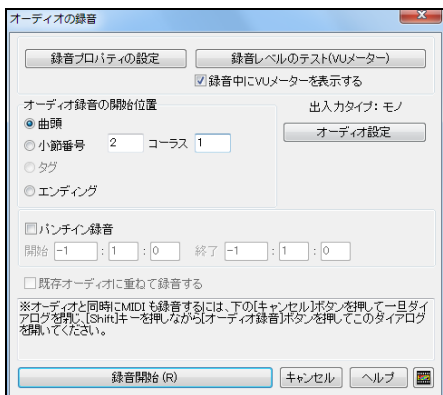 オーディオの録音
録音プロパティの設定 録音レベルのテスト(VUメーター)
録音中にVUメーターを表示する
オーディオ録音の開始位置 出入力タイプ: モノ
曲頭 オーディオ設定
小節番号 2 コーラス 1
タグ
エンディング
パンチイン録音
開始 -1 : 1 : 0 終了 -1 : 1 : 0
既存オーディオに重ねて録音する
※オーディオと同時にMIDIも録音するには、下の[キャンセル]ボタンを押して一旦ダ
イアログを閉じ、[Shift]キーを押しながら[オーディオ録音]ボタンを押してこのダイアログ
を開いてください。
録音開始 (R) キャンセル ヘルプ